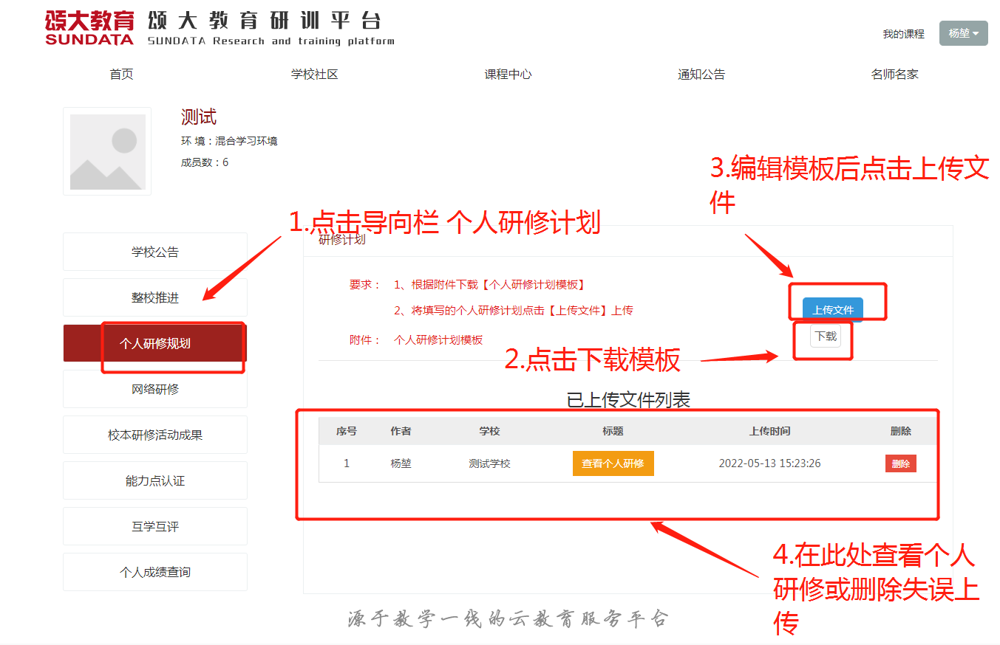 颂大教育 颂大教育研训平台
SUNDATA SUNDATA Research and training platform
我的课程 杨堃
首页 学校社区 课程中心 通知公告 名师名家
测试
环 境：混合学习环境
成员数：6
3.编辑模板后点击上传文
件
1.点击导向栏 个人研修计划
研修计划
学校公告
整校推进
个人研修规划
网络研修
校本研修活动成果
能力点认证
互学互评
个人成绩查询
要求： 1、根据附件下载【个人研修计划模板】
2、将填写的个人研修计划点击【上传文件】上传
上传文件
附件： 个人研修计划模板
下载
2.点击下载模板
已上传文件列表
序号 作者 学校 标题 上传时间 删除
1 杨堃 测试学校 查看个人研修 2022-05-13 15:23:26 删除
4.在此处查看个人
研修或删除失误上
传
源于教学一线的云教育服务平台